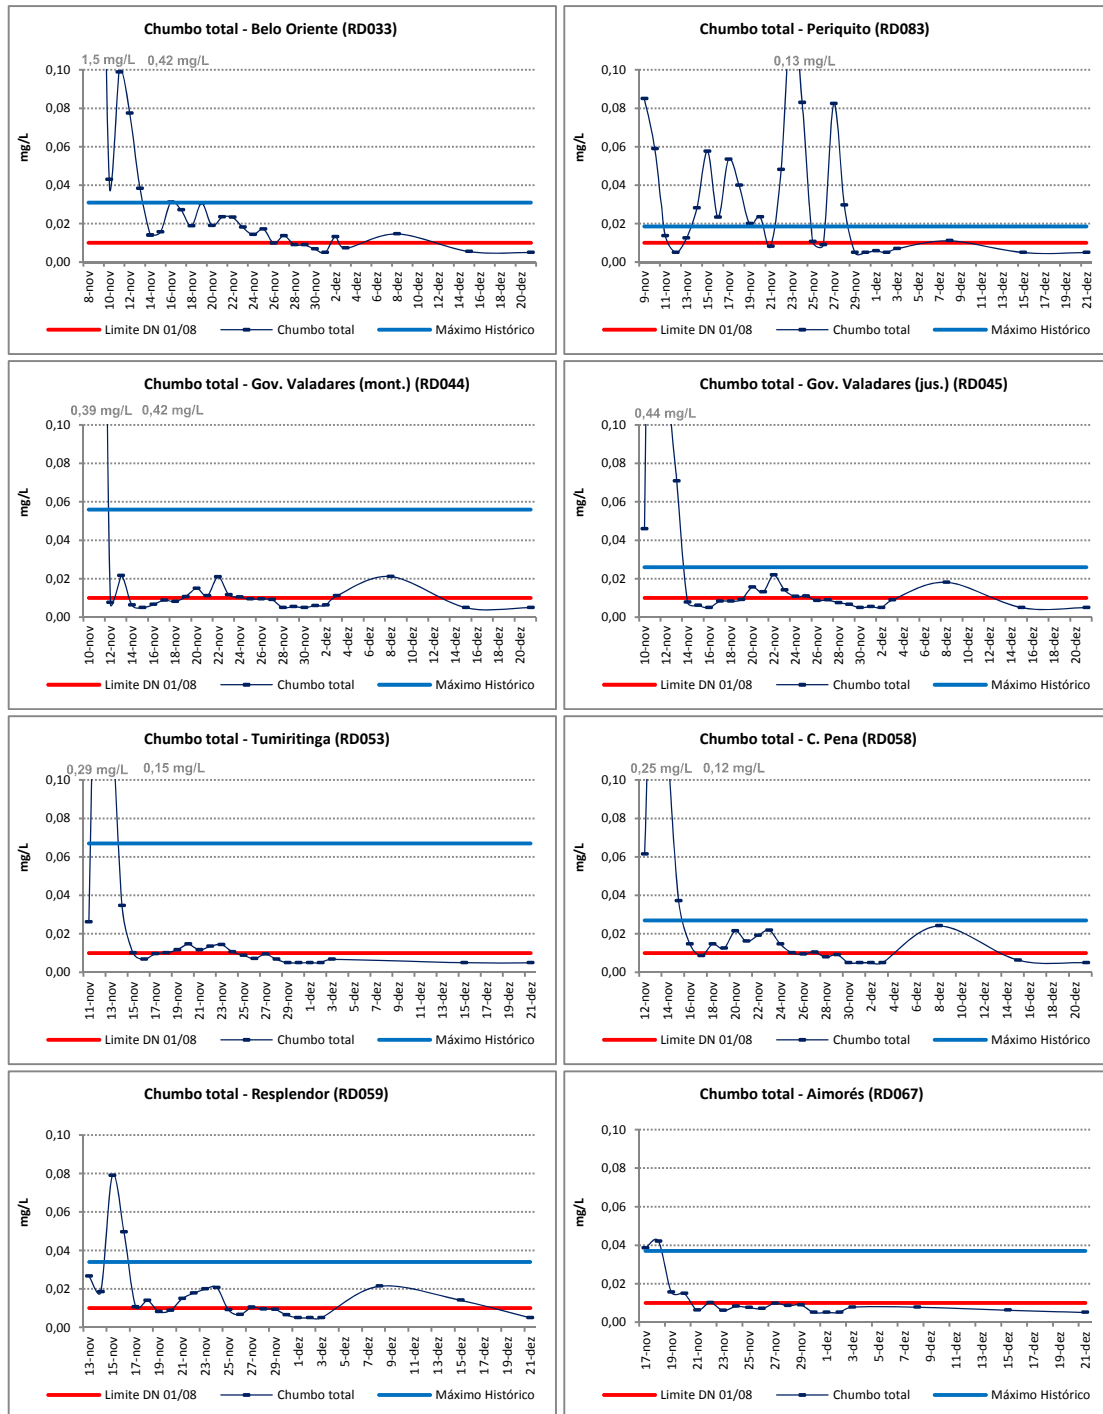 Chumbo total - Belo Oriente (RD033)
1,5 mg/L 0,42 mg/L
0,10
0,08
0,06
0,04
0,02
0,00
mg/L
8-nov 10-nov 12-nov 14-nov 16-nov 18-nov 20-nov 22-nov 24-nov 26-nov 28-nov 30-nov 2-dez 4-dez 6-dez 8-dez 10-dez 12-dez 14-dez 16-dez 18-dez 20-dez
Limite DN 01/08 Chumbo total Máximo Histórico
Chumbo total - Periquito (RD083)
0,13 mg/L
0,10
0,08
0,06
0,04
0,02
0,00
mg/L
9-nov 11-nov 13-nov 15-nov 17-nov 19-nov 21-nov 23-nov 25-nov 27-nov 29-nov 1-dez 3-dez 5-dez 7-dez 9-dez 11-dez 13-dez 15-dez 17-dez 19-dez 21-dez
Limite DN 01/08 Chumbo total Máximo Histórico
Chumbo total - Gov. Valadares (mont.) (RD044)
0,39 mg/L 0,42 mg/L
0,10
0,08
0,06
0,04
0,02
0,00
mg/L
10-nov 12-nov 14-nov 16-nov 18-nov 20-nov 22-nov 24-nov 26-nov 28-nov 30-nov 2-dez 4-dez 6-dez 8-dez 10-dez 12-dez 14-dez 16-dez 18-dez 20-dez
Limite DN 01/08 Chumbo total Máximo Histórico
Chumbo total - Gov. Valadares (jus.) (RD045)
0,44 mg/L
0,10
0,08
0,06
0,04
0,02
0,00
mg/L
10-nov 12-nov 14-nov 16-nov 18-nov 20-nov 22-nov 24-nov 26-nov 28-nov 30-nov 2-dez 4-dez 6-dez 8-dez 10-dez 12-dez 14-dez 16-dez 18-dez 20-dez
Limite DN 01/08 Chumbo total Máximo Histórico
Chumbo total - Tumiritinga (RD053)
0,29 mg/L 0,15 mg/L
0,10
0,08
0,06
0,04
0,02
0,00
mg/L
11-nov 13-nov 15-nov 17-nov 19-nov 21-nov 23-nov 25-nov 27-nov 29-nov 1-dez 3-dez 5-dez 7-dez 9-dez 11-dez 13-dez 15-dez 17-dez 19-dez 21-dez
Limite DN 01/08 Chumbo total Máximo Histórico
Chumbo total - C. Pena (RD058)
0,25 mg/L 0,12 mg/L
0,10
0,08
0,06
0,04
0,02
0,00
mg/L
12-nov 14-nov 16-nov 18-nov 20-nov 22-nov 24-nov 26-nov 28-nov 30-nov 2-dez 4-dez 6-dez 8-dez 10-dez 12-dez 14-dez 16-dez 18-dez 20-dez
Limite DN 01/08 Chumbo total Máximo Histórico
Chumbo total - Resplendor (RD059)
0,10
0,08
0,06
0,04
0,02
0,00
mg/L
13-nov 15-nov 17-nov 19-nov 21-nov 23-nov 25-nov 27-nov 29-nov 1-dez 3-dez 5-dez 7-dez 9-dez 11-dez 13-dez 15-dez 17-dez 19-dez 21-dez
Limite DN 01/08 Chumbo total Máximo Histórico
Chumbo total - Aimorés (RD067)
0,10
0,08
0,06
0,04
0,02
0,00
mg/L
17-nov 19-nov 21-nov 23-nov 25-nov 27-nov 29-nov 1-dez 3-dez 5-dez 7-dez 9-dez 11-dez 13-dez 15-dez 17-dez 19-dez 21-dez
Limite DN 01/08 Chumbo total Máximo Histórico